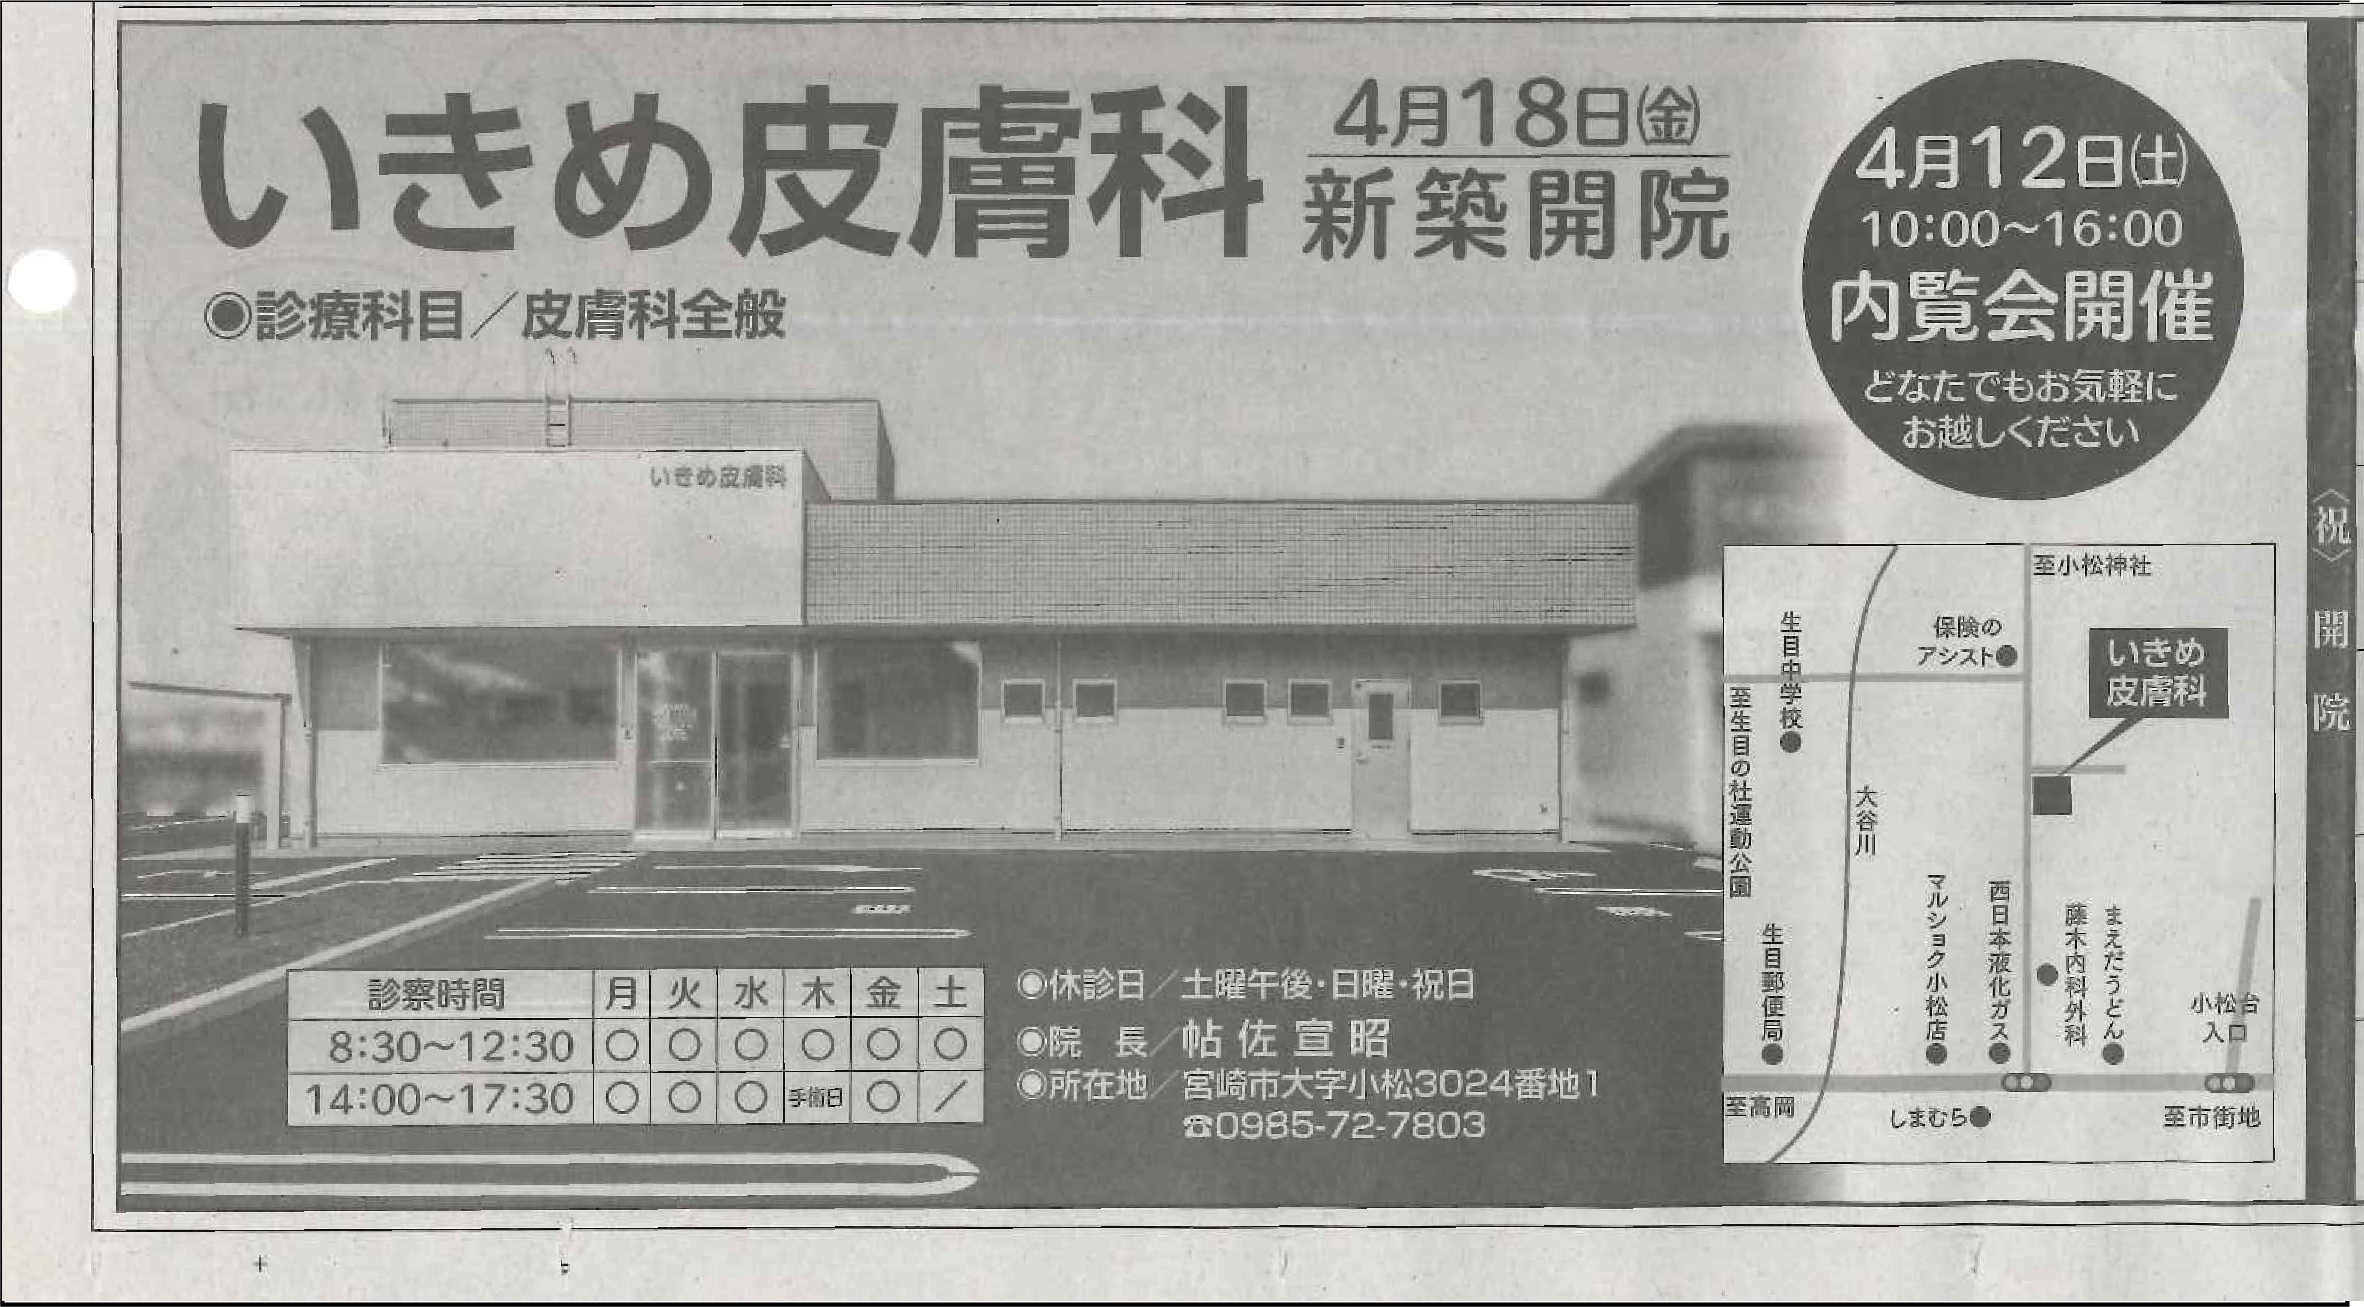 いきめ皮膚科
4月18日㈮
新築開院
4月12日㈯
10:00～16:00
内覧会開催
どなたでもお気軽に
お越しください
◉診療科目／皮膚科全般
いきめ皮膚科
〈祝〉開院
至小松神社
保険の
アシスト●
いきめ
皮膚科
生目中学校●
至生目の杜運動公園
大谷川
生目郵便局●
マルショク小松店●
西日本液化ガス●
藤木内科外科
まえだうどん●
小松台
入口
至高岡
しまむら●
至市街地
診察時間 月 火 水 木 金 土
8:30～12:30 ○ ○ ○ ○ ○ ○
14:00～17:30 ○ ○ ○ 手術日 ○ ／
◉休診日／土曜午後・日曜・祝日
◉院 長／帖佐宣昭
◉所在地／宮崎市大字小松3024番地1
☎0985-72-7803